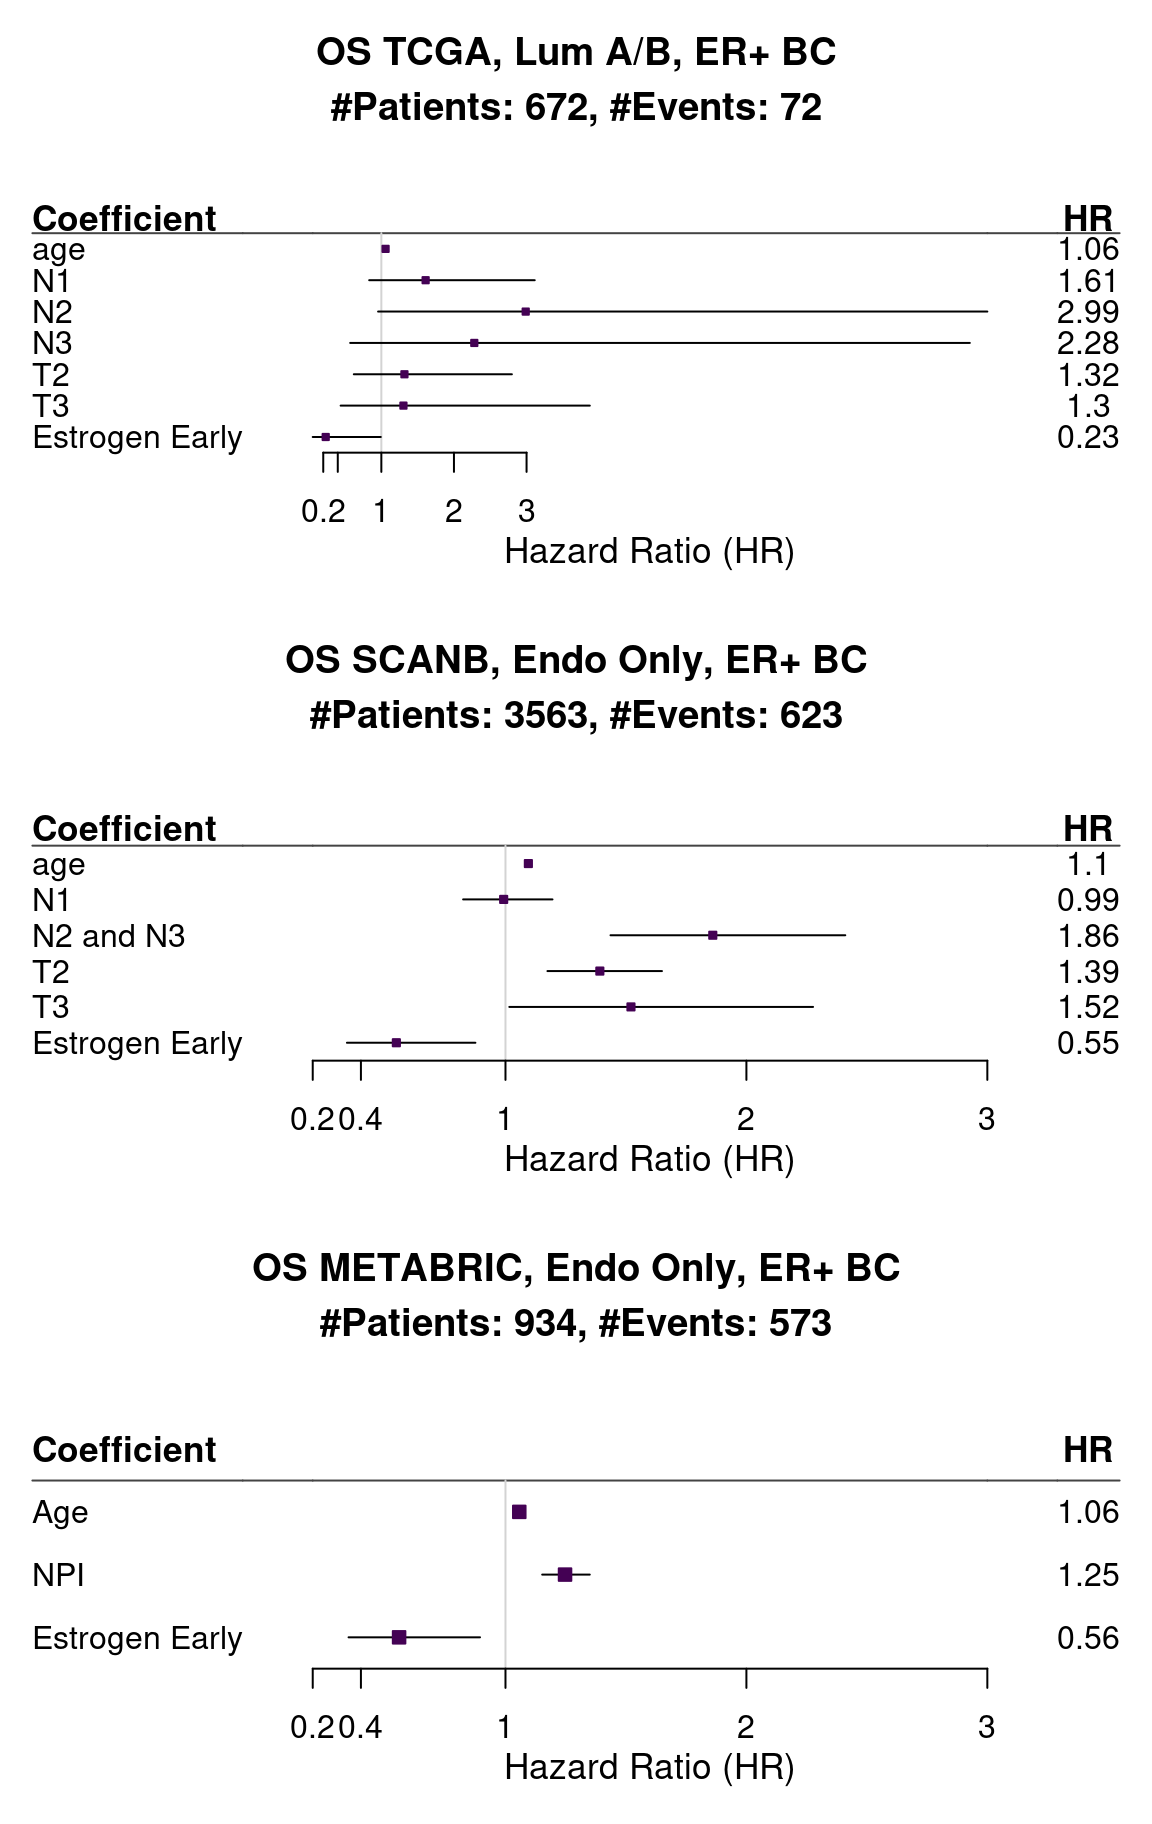 OS TCGA, Lum A/B, ER+ BC
#Patients: 672, #Events: 72
Coefficient HR
age 1.06
N1 1.61
N2 2.99
N3 2.28
T2 1.32
T3 1.3
Estrogen Early 0.23
0.2 1 2 3
Hazard Ratio (HR)
OS SCANB, Endo Only, ER+ BC
#Patients: 3563, #Events: 623
Coefficient HR
age 1.1
N1 0.99
N2 and N3 1.86
T2 1.39
T3 1.52
Estrogen Early 0.55
0.2 0.4 1 2 3
Hazard Ratio (HR)
OS METABRIC, Endo Only, ER+ BC
#Patients: 934, #Events: 573
Coefficient HR
Age 1.06
NPI 1.25
Estrogen Early 0.56
0.2 0.4 1 2 3
Hazard Ratio (HR)